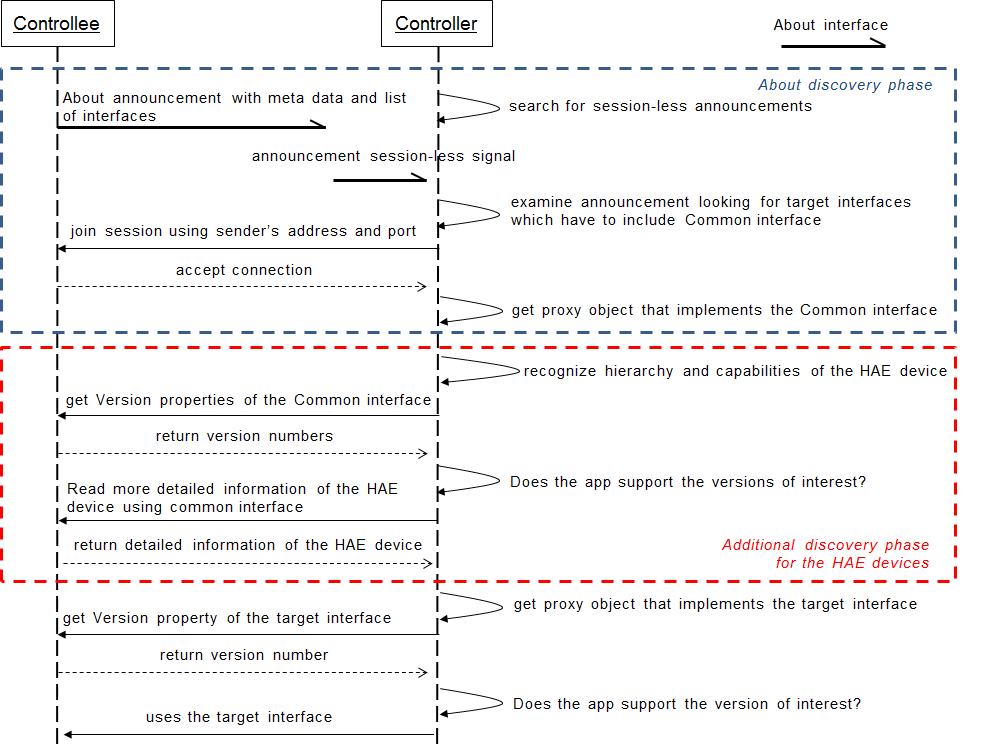 Controllee
Controller
About interface
About discovery phase
About announcement with meta data and list
of interfaces
search for session-less announcements
announcement session-less signal
examine announcement looking for target interfaces
which have to include Common interface
join session using sender's address and port
accept connection
get proxy object that implements the Common interface
recognize hierarchy and capabilities of the HAE device
get Version properties of the Common interface
return version numbers
Does the app support the versions of interest?
Read more detailed information of the HAE
device using common interface
return detailed information of the HAE device
Additional discovery phase
for the HAE devices
get proxy object that implements the target interface
get Version property of the target interface
return version number
Does the app support the version of interest?
uses the target interface